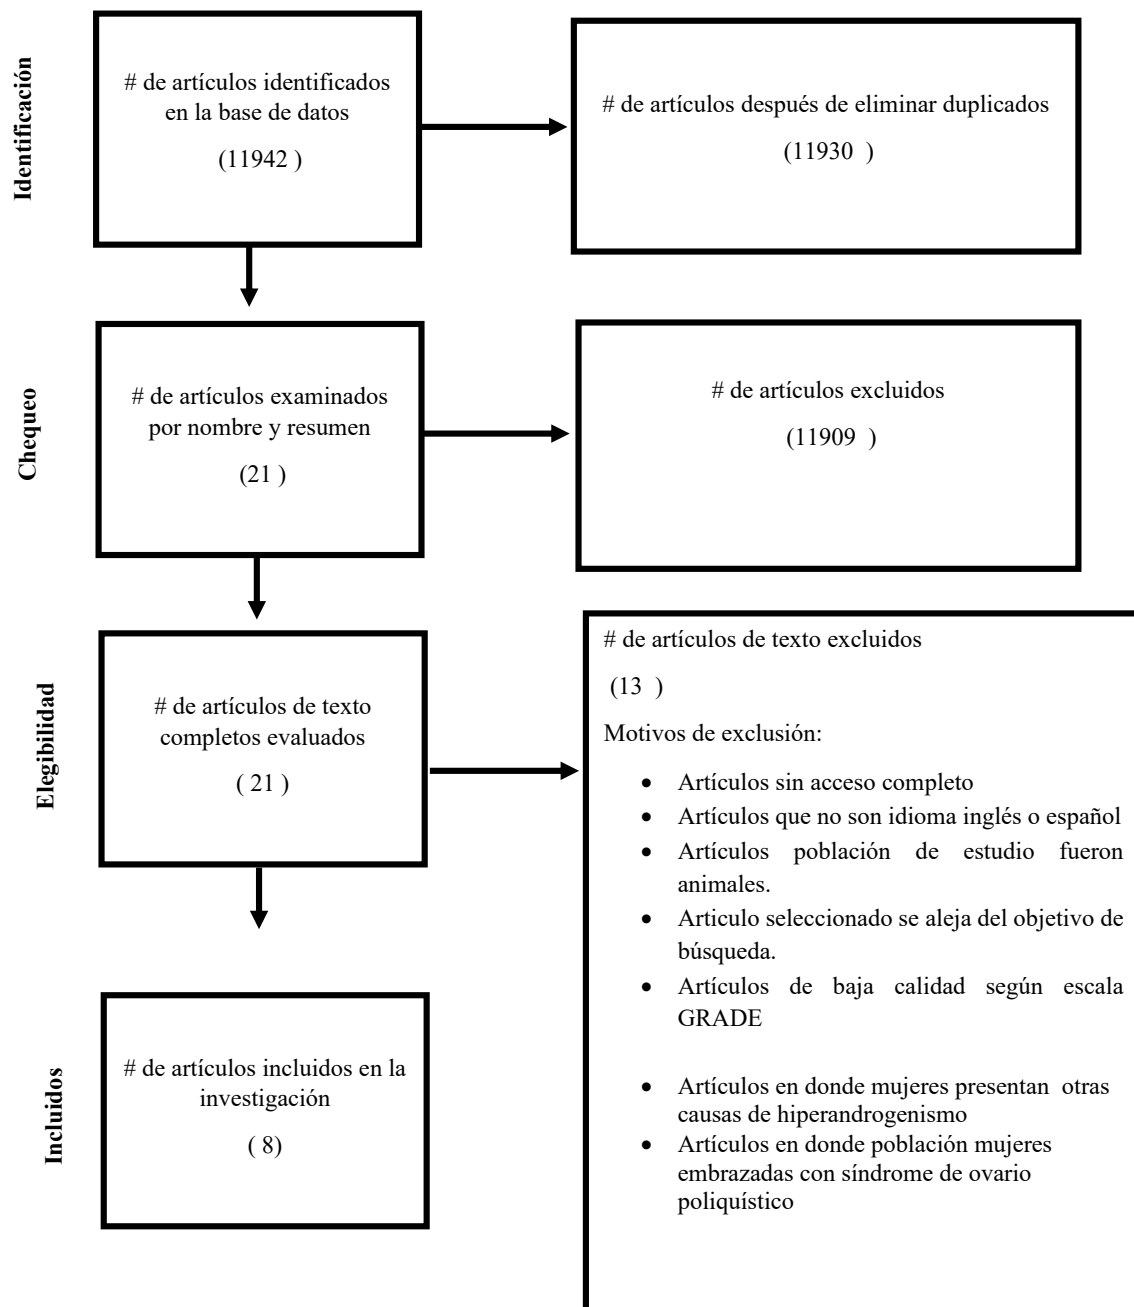 Identificación
# de artículos identificados
en la base de datos
(11942 )
# de artículos después de eliminar duplicados
(11930 )
Chequeo
# de artículos examinados
por nombre y resumen
(21 )
# de artículos excluidos
(11909 )
Elegibilidad
# de artículos de texto
completos evaluados
( 21 )
# de artículos de texto excluidos
(13 )
Motivos de exclusión:
• Artículos sin acceso completo
• Artículos que no son idioma inglés o español
• Artículos población de estudio fueron
animales.
• Articulo seleccionado se aleja del objetivo de
búsqueda.
• Artículos de baja calidad según escala
GRADE
• Artículos en donde mujeres presentan otras
causas de hiperandrogenismo
• Artículos en donde población mujeres
embrazadas con síndrome de ovario
poliquístico
Incluidos
# de artículos incluidos en la
investigación
( 8)